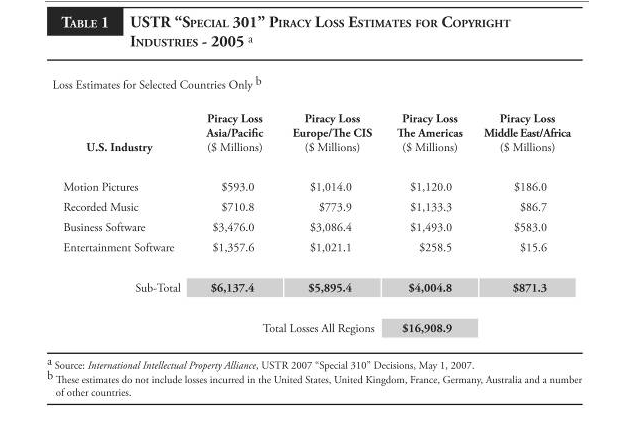 TABLE 1 USTR “SPECIAL 301” PIRACY LOSS ESTIMATES FOR COPYRIGHT
INDUSTRIES - 2005 a
Loss Estimates for Selected Countries Only b
Piracy Loss Piracy Loss Piracy Loss Piracy Loss
Asia/Pacific Europe/The CIS The Americas Middle East/Africa
U.S. Industry ($ Millions) ($ Millions) ($ Millions) ($ Millions)
Motion Pictures $593.0 $1,014.0 $1,120.0 $186.0
Recorded Music $710.8 $773.9 $1,133.3 $86.7
Business Software $3,476.0 $3,086.4 $1,493.0 $583.0
Entertainment Software $1,357.6 $1,021.1 $258.5 $15.6
Sub-Total $6,137.4 $5,895.4 $4,004.8 $871.3
Total Losses All Regions $16,908.9
a Source: International Intellectual Property Alliance, USTR 2007 “Special 310” Decisions, May 1, 2007.
b These estimates do not include losses incurred in the United States, United Kingdom, France, Germany, Australia and a number
of other countries.